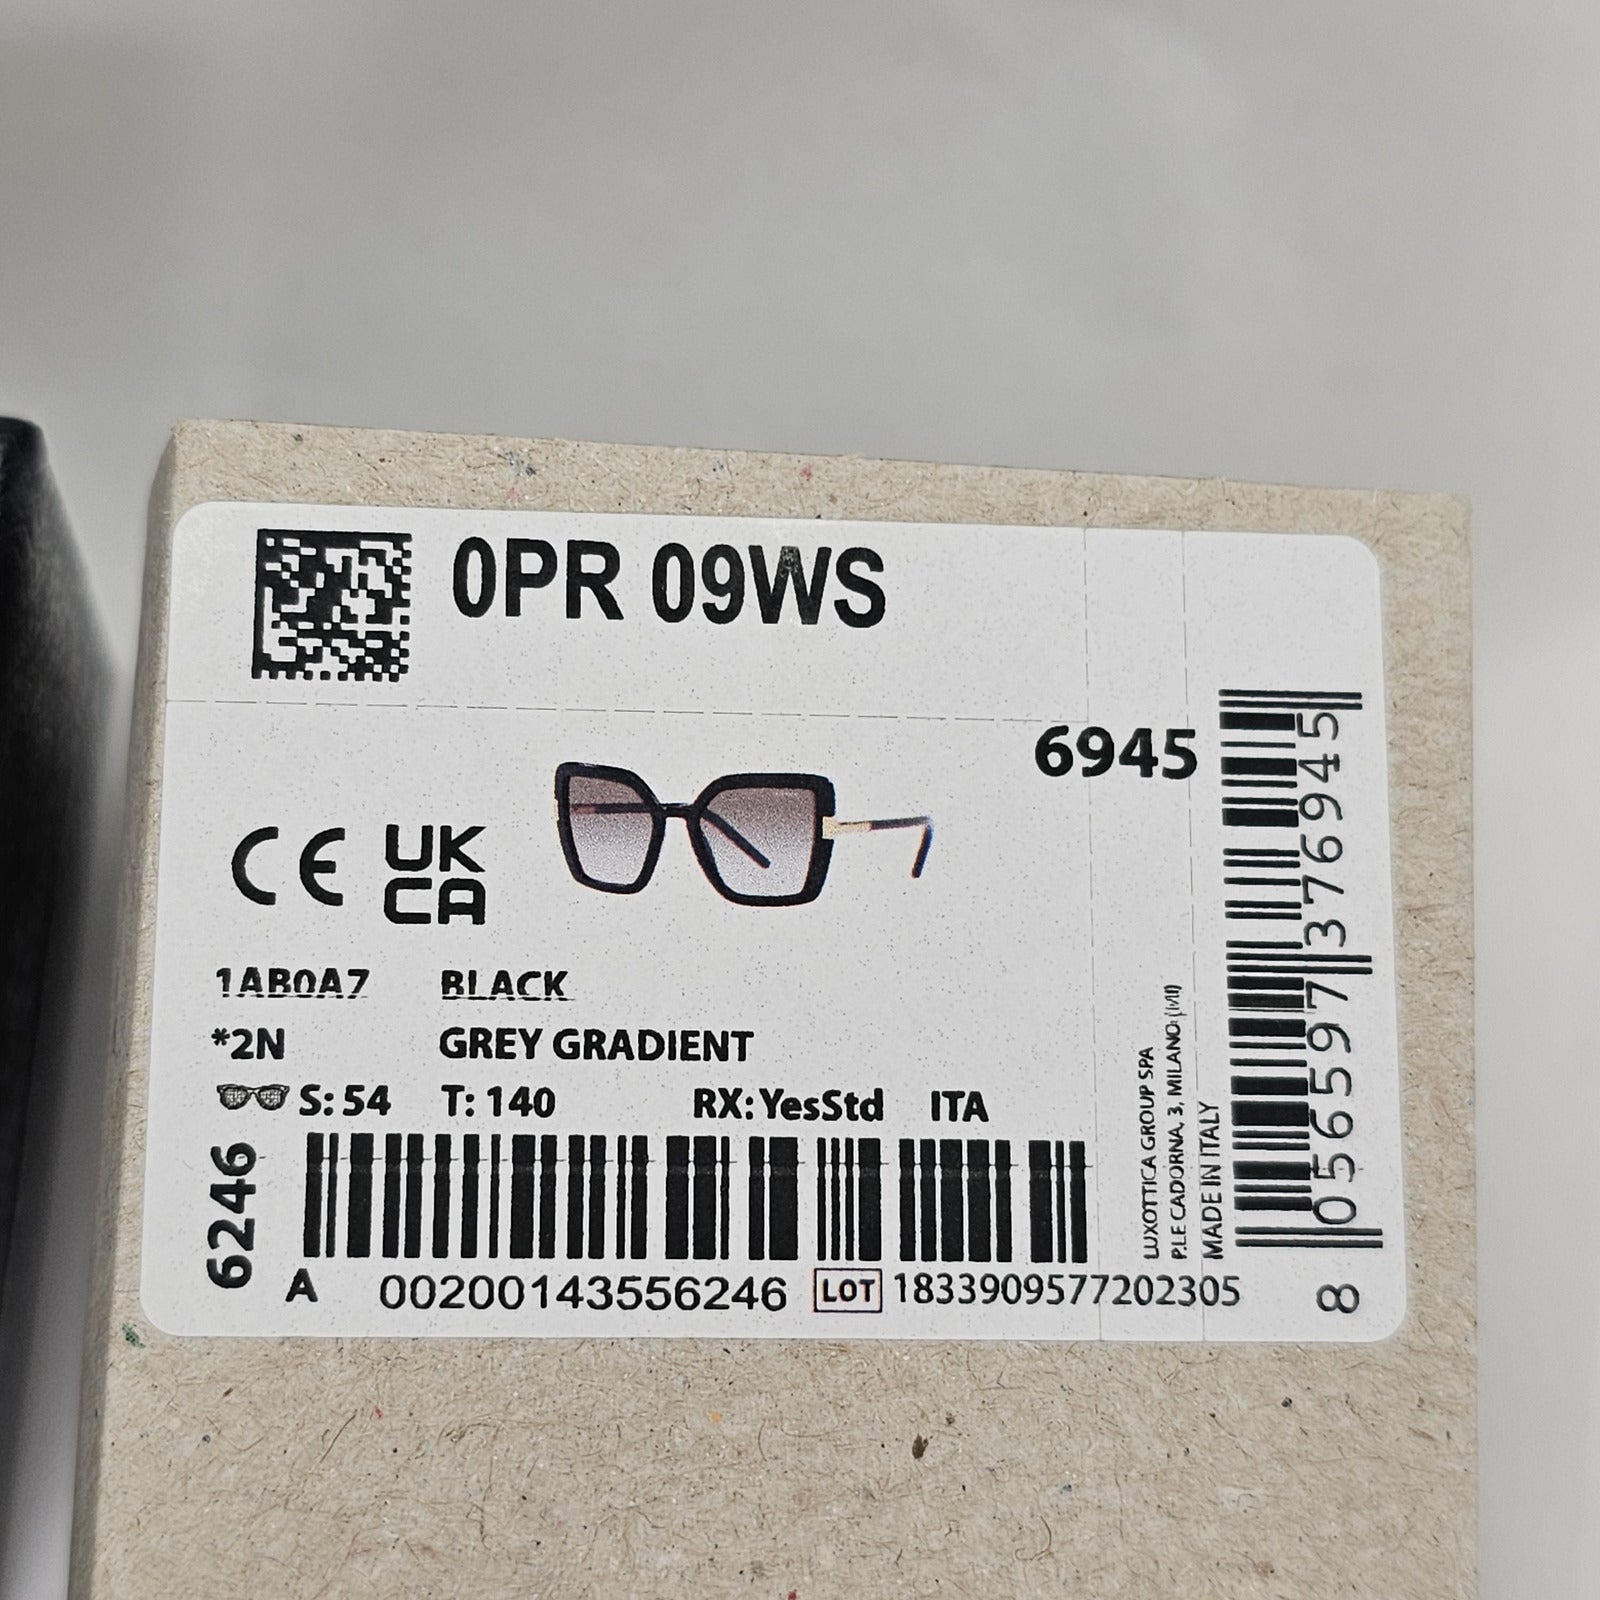 0PR 09WS
6945
CE UK
CA
1AB0A7 BLACK
*2N GREY GRADIENT
S: 54 T: 140 RX: YesStd ITA
6246
A 00200143556246 LOT 1833909577202305
LUXOTTICA GROUP SPA
P.LE CADORNA, 3, MILANO (MI)
MADE IN ITALY
8 056597 376945